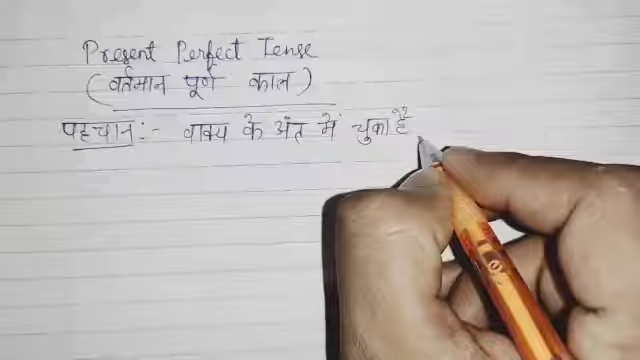 Present Perfect Tense
(वर्तमान पूर्ण काल)
पहचान :- वाक्य के अंत में चुका है